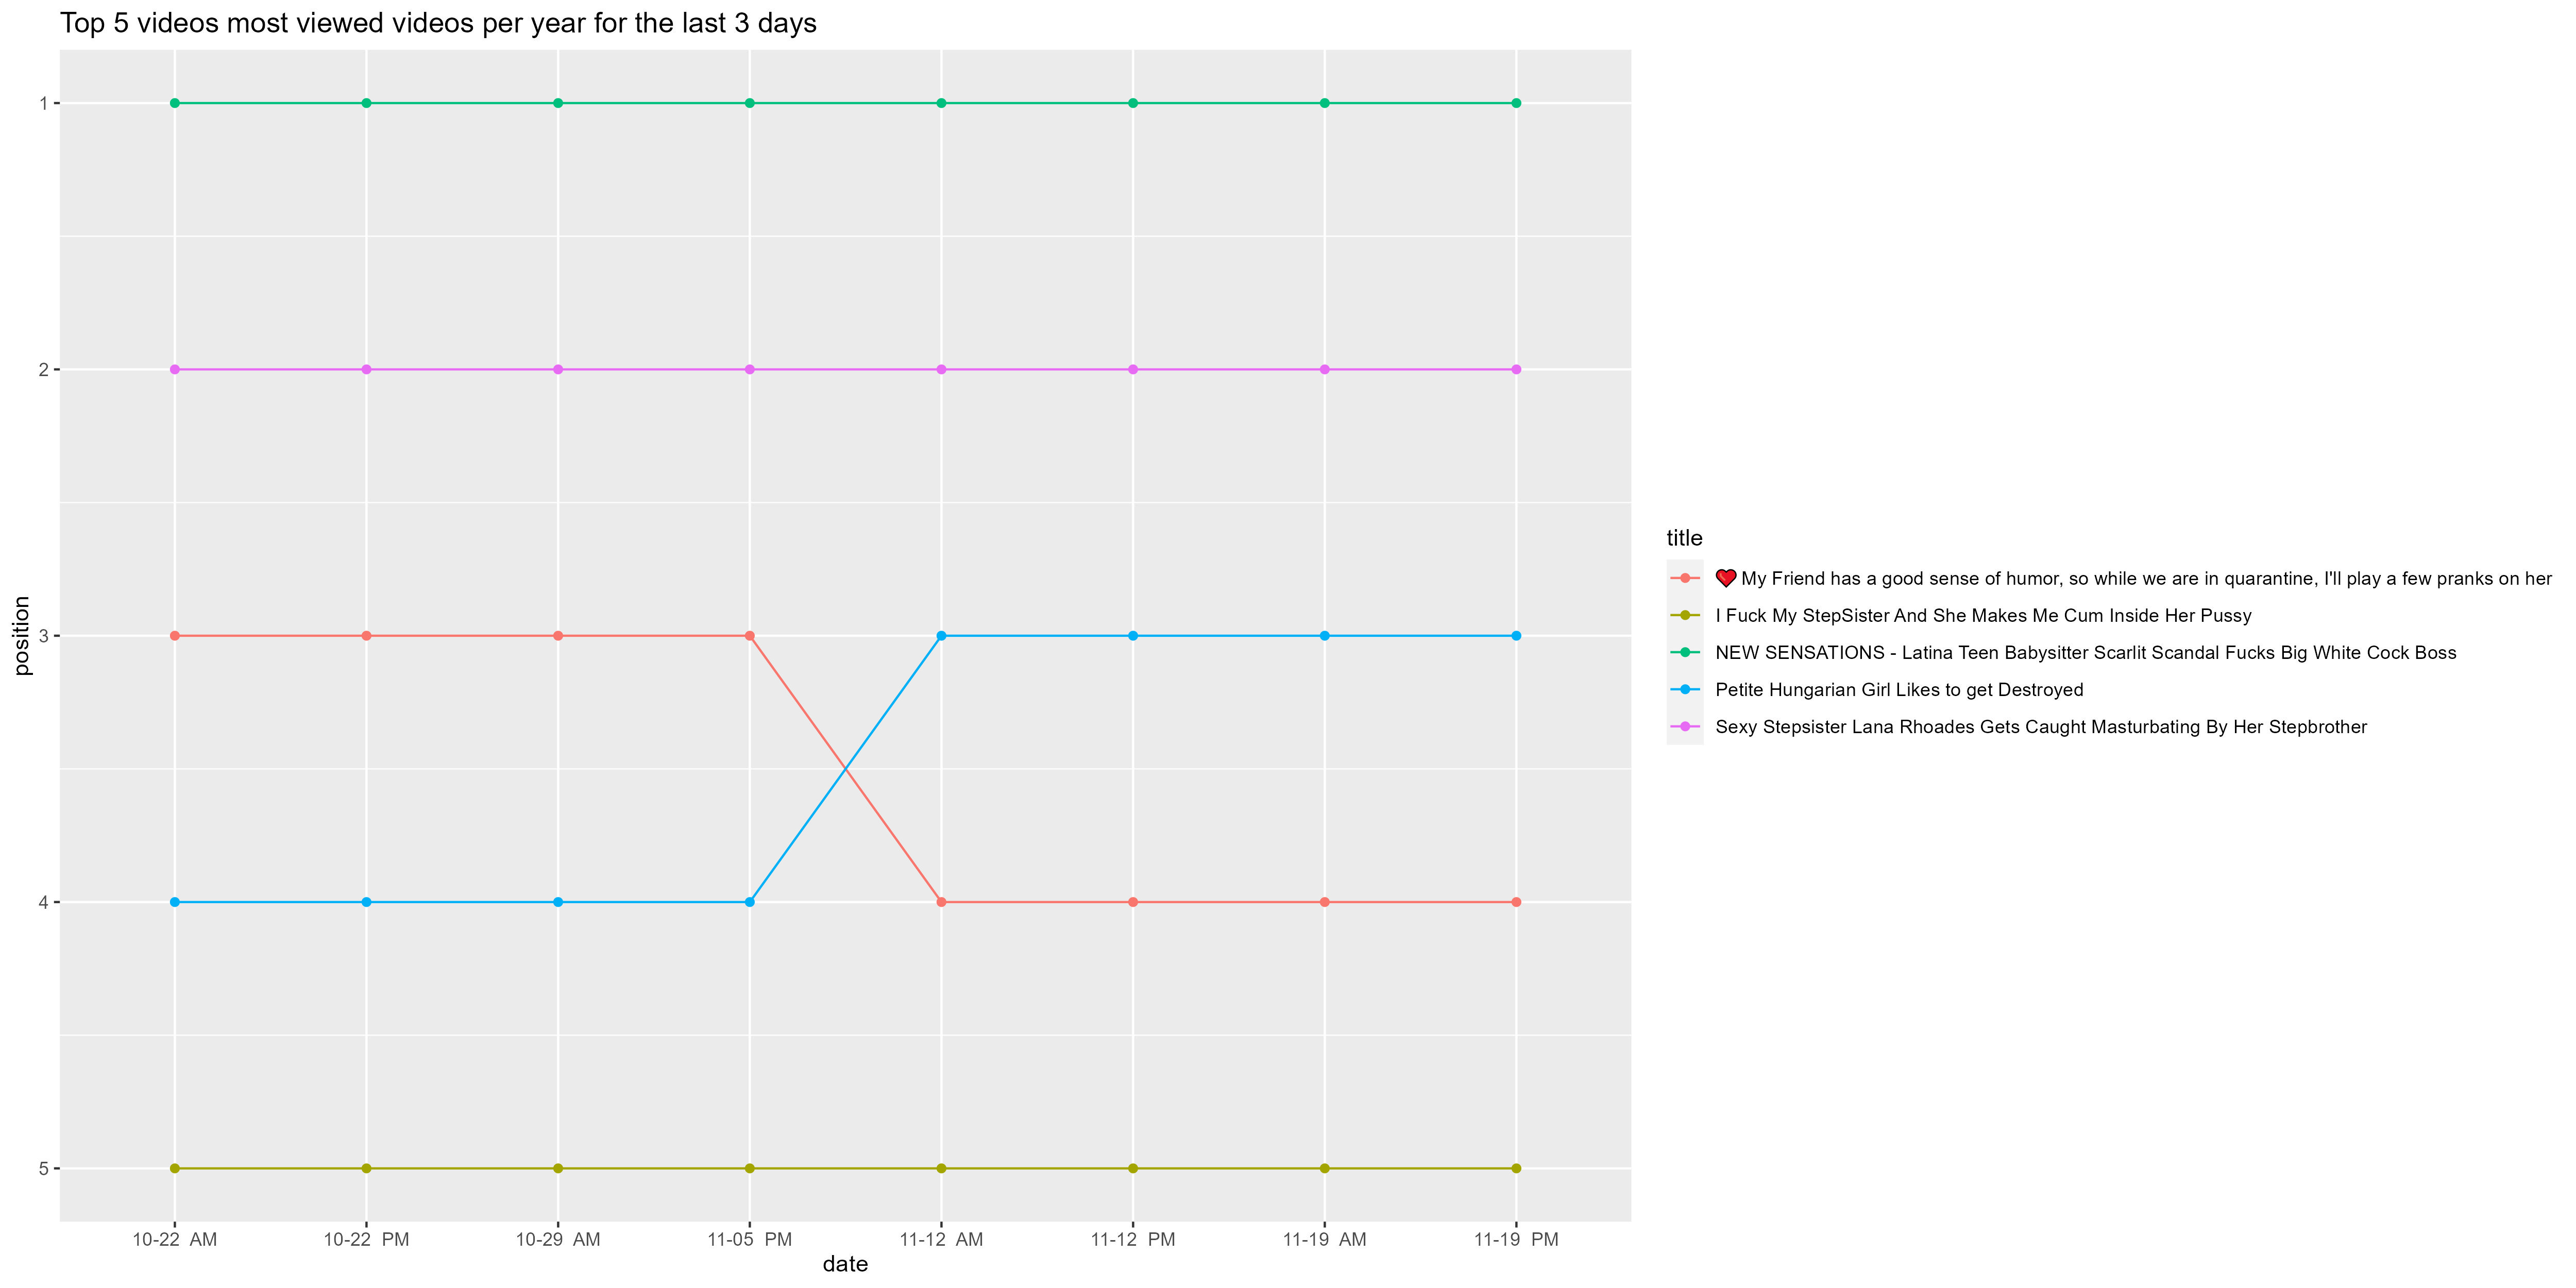 Top 5 videos most viewed videos per year for the last 3 days
position
1
2
3
4
5
10-22 AM
10-22 PM
10-29 AM
11-05 PM
11-12 AM
11-12 PM
11-19 AM
11-19 PM
date
title
❤️ My Friend has a good sense of humor, so while we are in quarantine, I'll play a few pranks on her
I Fuck My StepSister And She Makes Me Cum Inside Her Pussy
NEW SENSATIONS - Latina Teen Babysitter Scarlit Scandal Fucks Big White Cock Boss
Petite Hungarian Girl Likes to get Destroyed
Sexy Stepsister Lana Rhoades Gets Caught Masturbating By Her Stepbrother